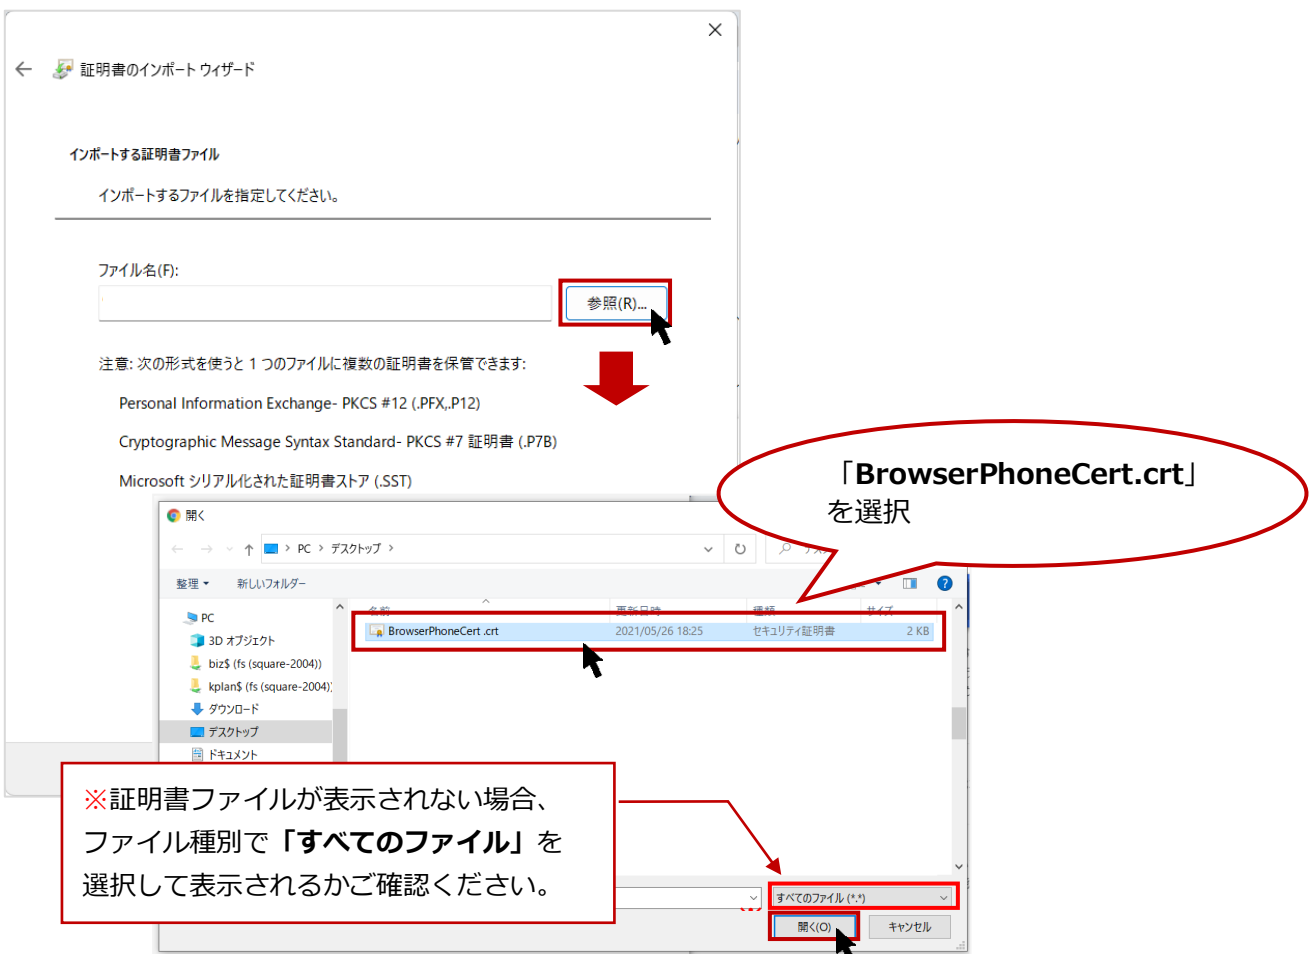 証明書のインポート ウィザード
インポートする証明書ファイル
インポートするファイルを指定してください。
ファイル名(F):
参照(R)...
注意: 次の形式を使うと 1 つのファイルに複数の証明書を保管できます:
Personal Information Exchange- PKCS #12 (.PFX,.P12)
Cryptographic Message Syntax Standard- PKCS #7 証明書 (.P7B)
Microsoft シリアル化された証明書ストア (.SST)
「BrowserPhoneCert.crt」
を選択
開く
PC > デスクトップ >
整理 新しいフォルダー
名前 更新日時 種類 サイズ
BrowserPhoneCert .crt 2021/05/26 18:25 セキュリティ証明書 2 KB
PC
3D オブジェクト
biz$ (fs (square-2004))
kplan$ (fs (square-2004))
ダウンロード
デスクトップ
ドキュメント
※証明書ファイルが表示されない場合、
ファイル種別で「すべてのファイル」を
選択して表示されるかご確認ください。
すべてのファイル (*.*)
開く(O) キャンセル